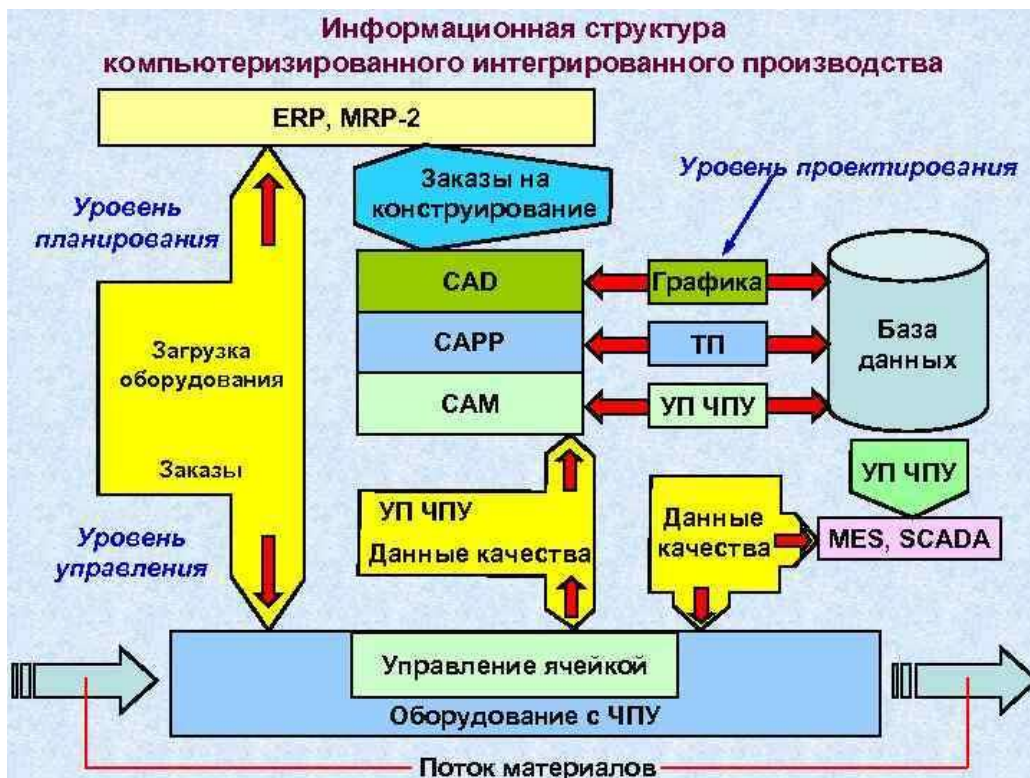 Информационная структура
компьютеризированного интегрированного производства
ERP, MRP-2
Заказы на
конструирование
Уровень проектирования
Уровень
планирования
CAD
Графика
CAPP
ТП
База
данных
CAM
УП ЧПУ
Загрузка
оборудования
Заказы
УП ЧПУ
Данные качества
Данные
качества
УП ЧПУ
MES, SCADA
Уровень
управления
Управление ячейкой
Оборудование с ЧПУ
Поток материалов